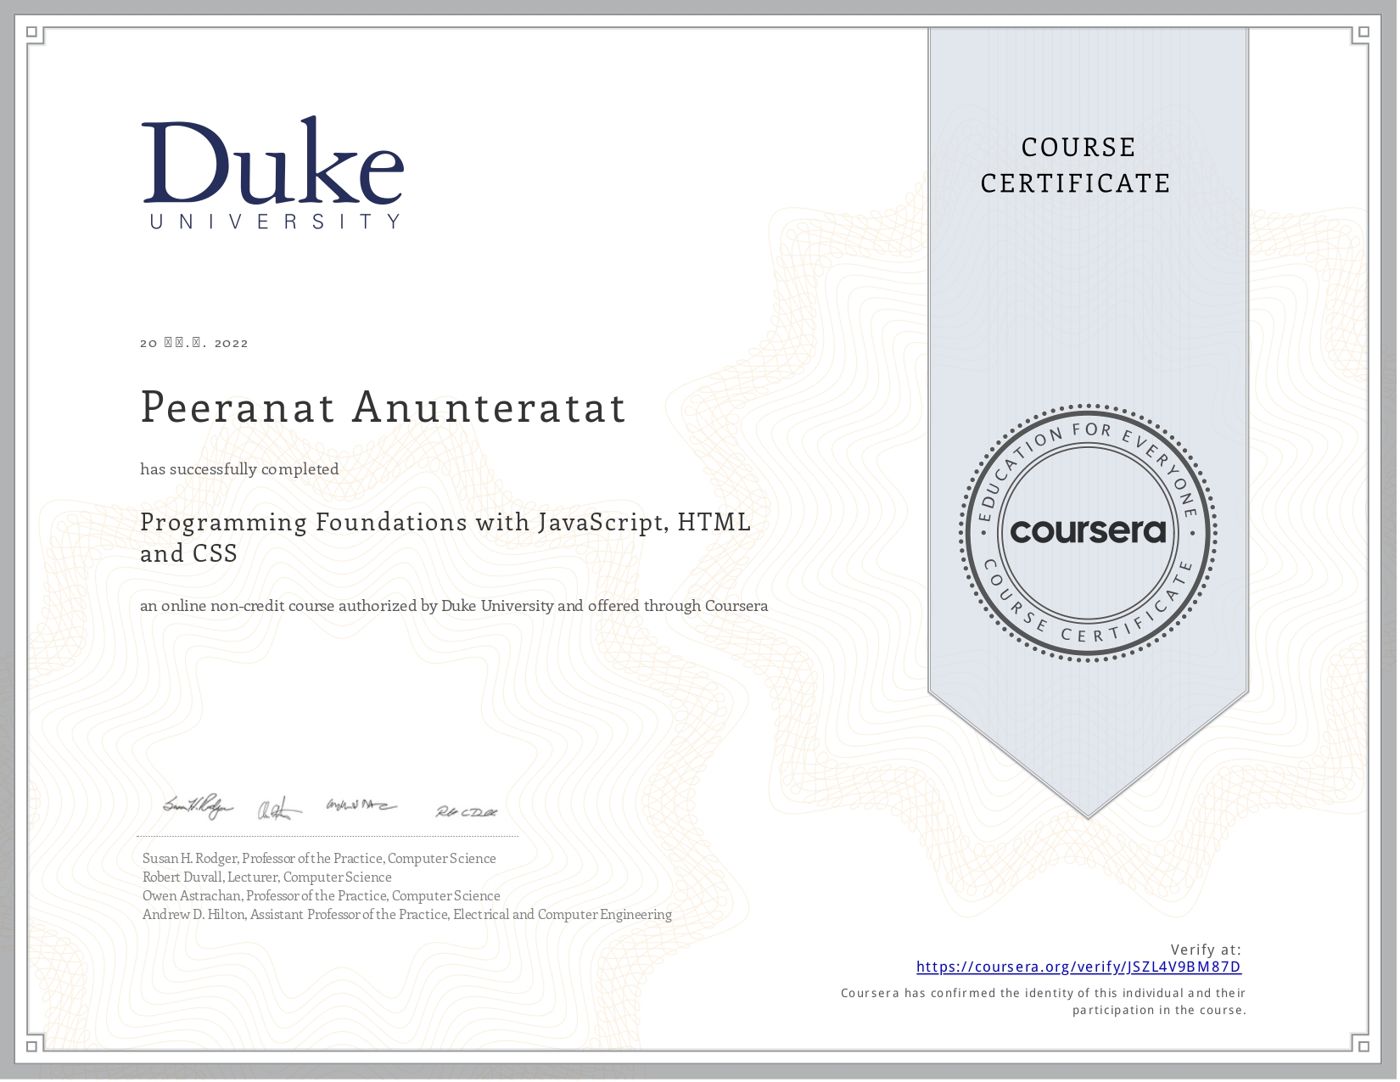 Duke
UNIVERSITY
COURSE
CERTIFICATE
20 . . 2022
Peeranat Anunteratat
has successfully completed
Programming Foundations with JavaScript, HTML
and CSS
an online non-credit course authorized by Duke University and offered through Coursera
EDUCATION FOR EVERYONE
coursera
COURSE CERTIFICATE
Susan H. Rodger, Professor of the Practice, Computer Science
Robert Duvall, Lecturer, Computer Science
Owen Astrachan, Professor of the Practice, Computer Science
Andrew D. Hilton, Assistant Professor of the Practice, Electrical and Computer Engineering
Verify at:
https://coursera.org/verify/JSZL4V9BM87D
Coursera has confirmed the identity of this individual and their
participation in the course.